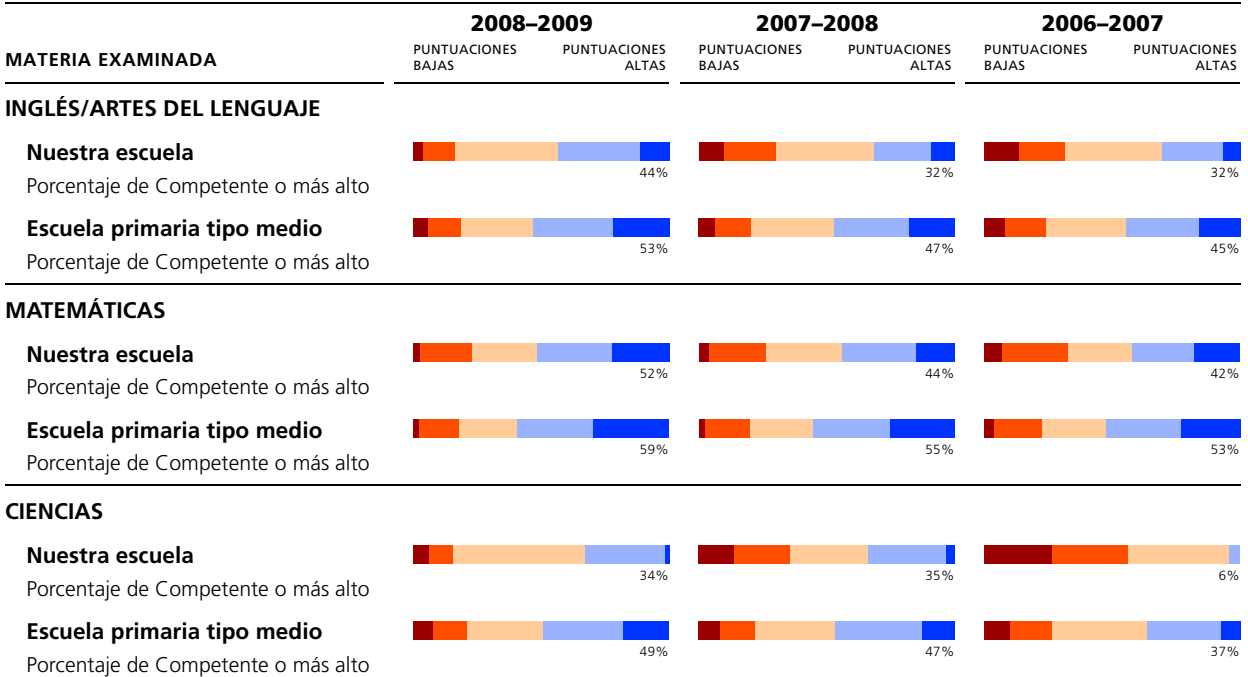 2008–2009 2007–2008 2006–2007
MATERIA EXAMINADA PUNTUACIONES BAJAS PUNTUACIONES ALTAS PUNTUACIONES BAJAS PUNTUACIONES ALTAS PUNTUACIONES BAJAS PUNTUACIONES ALTAS
INGLÉS/ARTES DEL LENGUAJE
Nuestra escuela
Porcentaje de Competente o más alto 44% 32% 32%
Escuela primaria tipo medio
Porcentaje de Competente o más alto 53% 47% 45%
MATEMÁTICAS
Nuestra escuela
Porcentaje de Competente o más alto 52% 44% 42%
Escuela primaria tipo medio
Porcentaje de Competente o más alto 59% 55% 53%
CIENCIAS
Nuestra escuela
Porcentaje de Competente o más alto 34% 35% 6%
Escuela primaria tipo medio
Porcentaje de Competente o más alto 49% 47% 37%